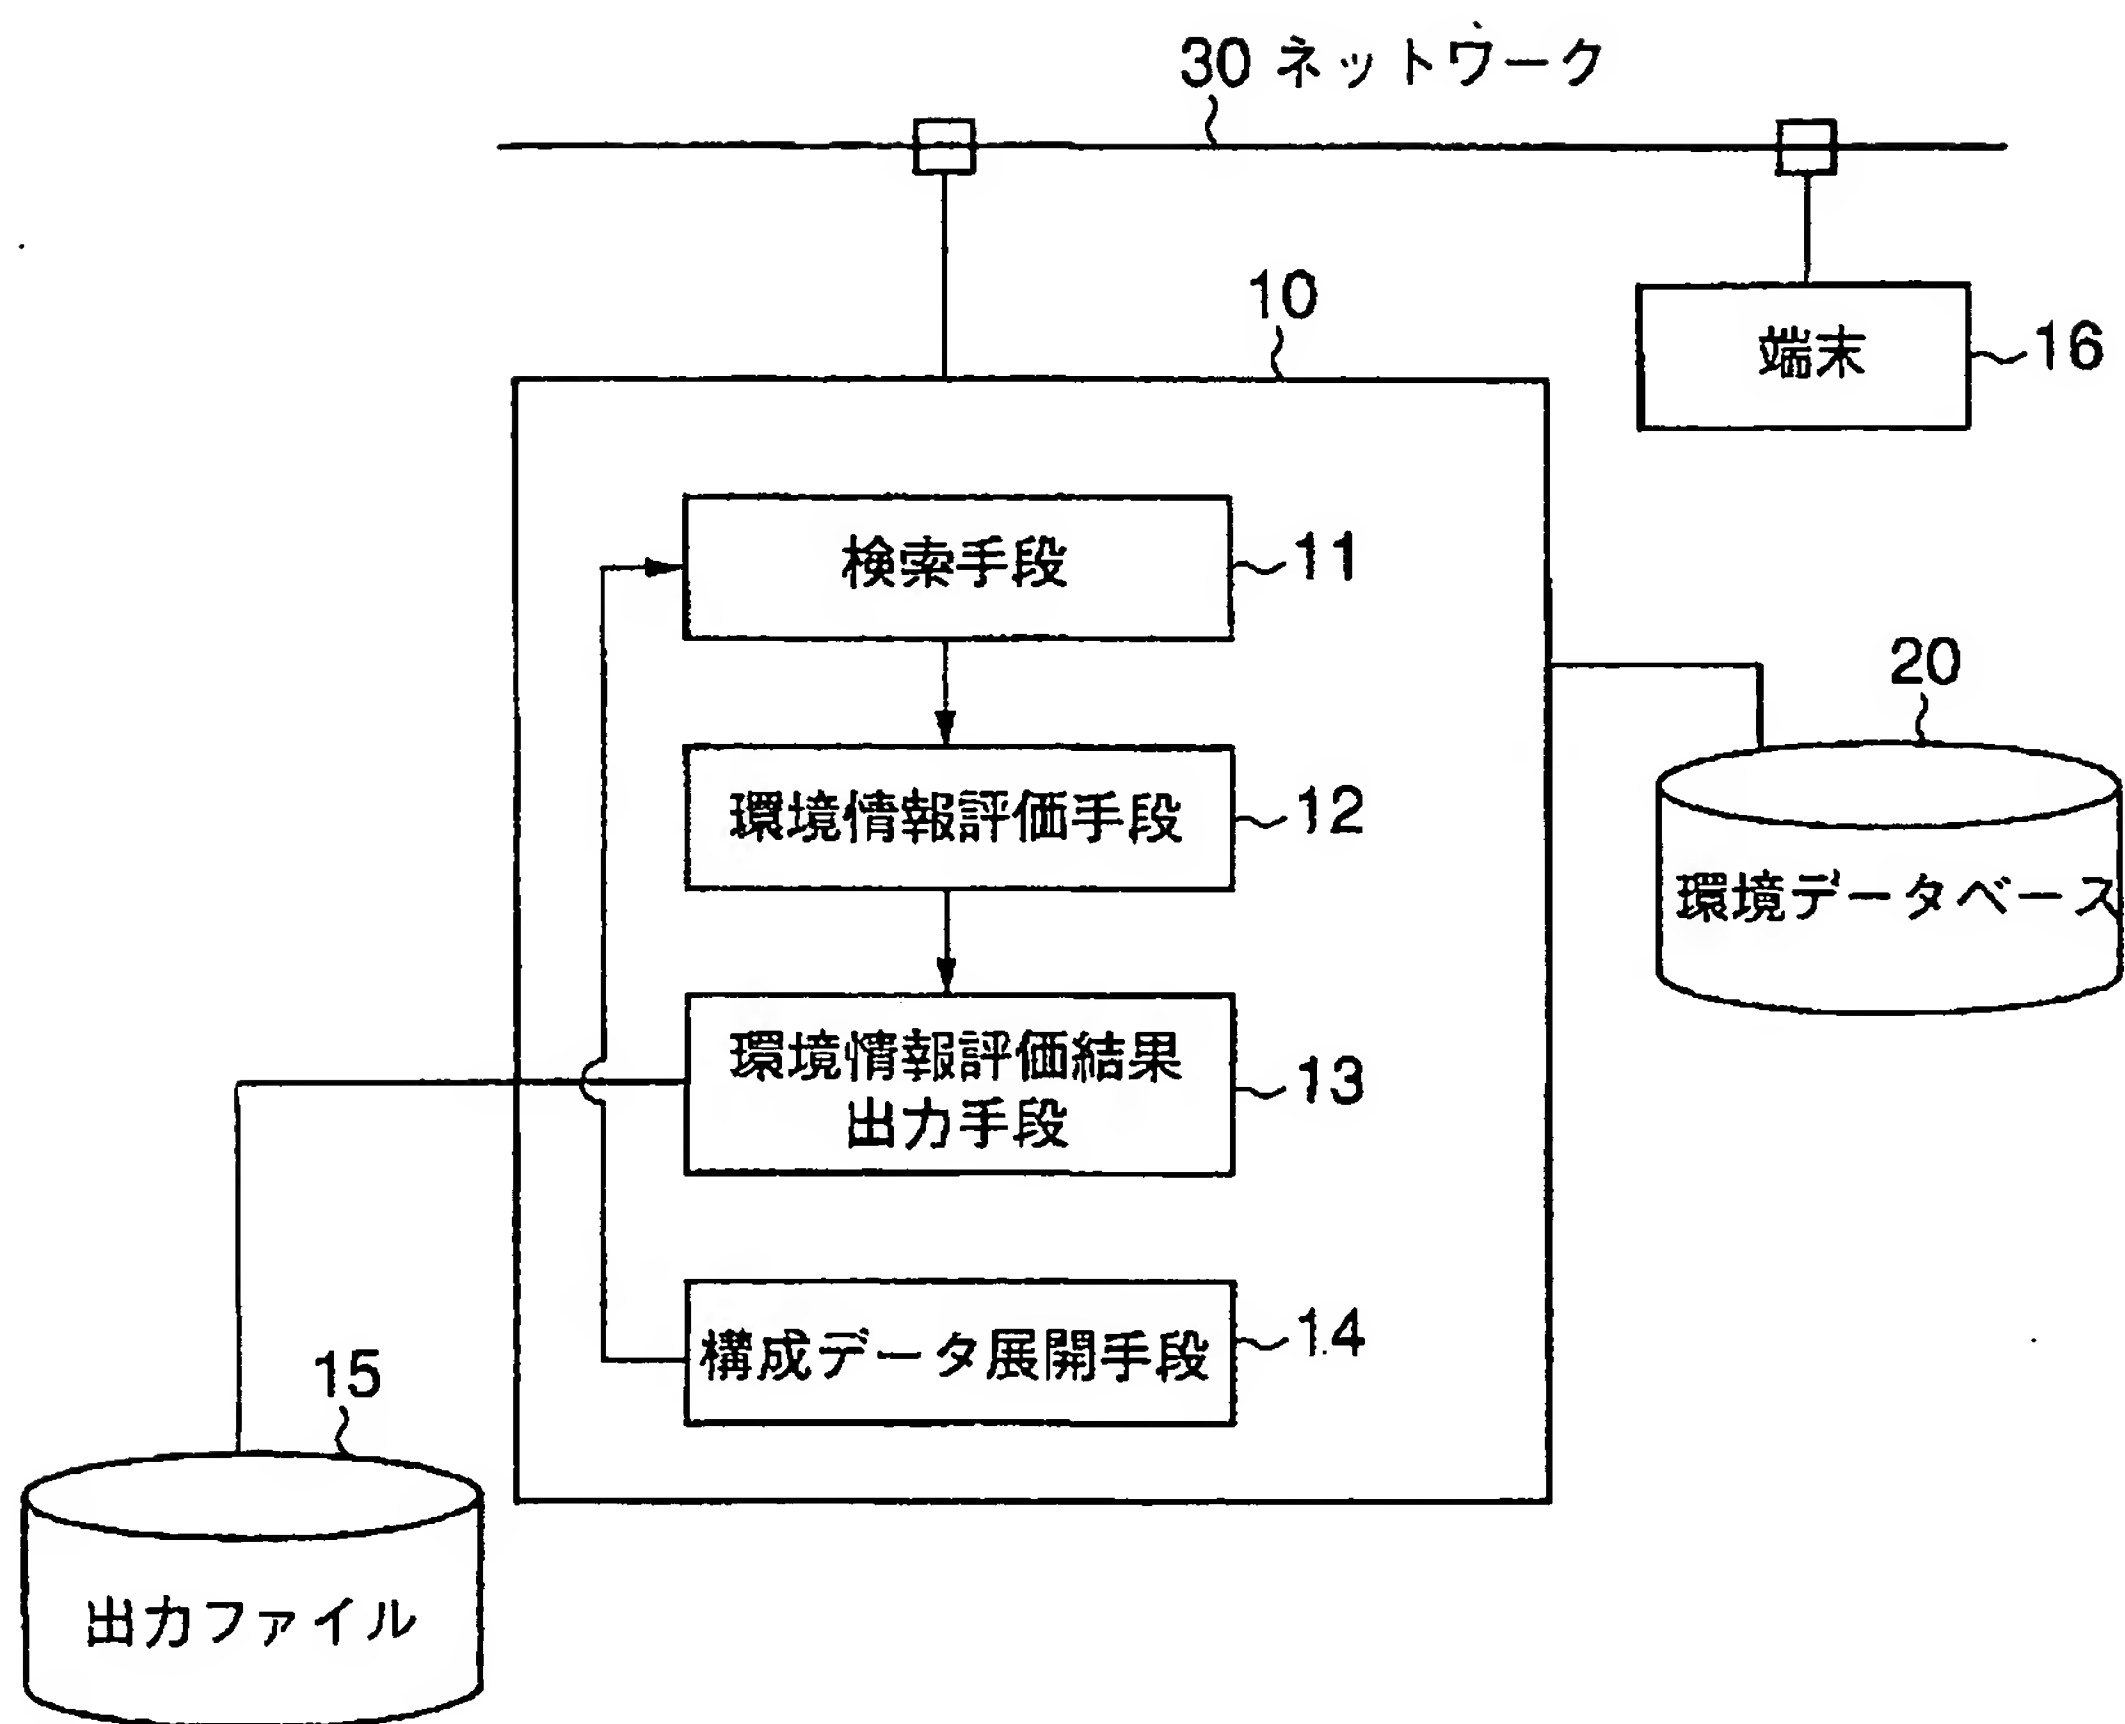 30 ネットワーク
10
端末
16
検索手段
11
20
環境情報評価手段
12
環境データベース
環境情報評価結果
出力手段
13
構成データ展開手段
14
15
出力ファイル